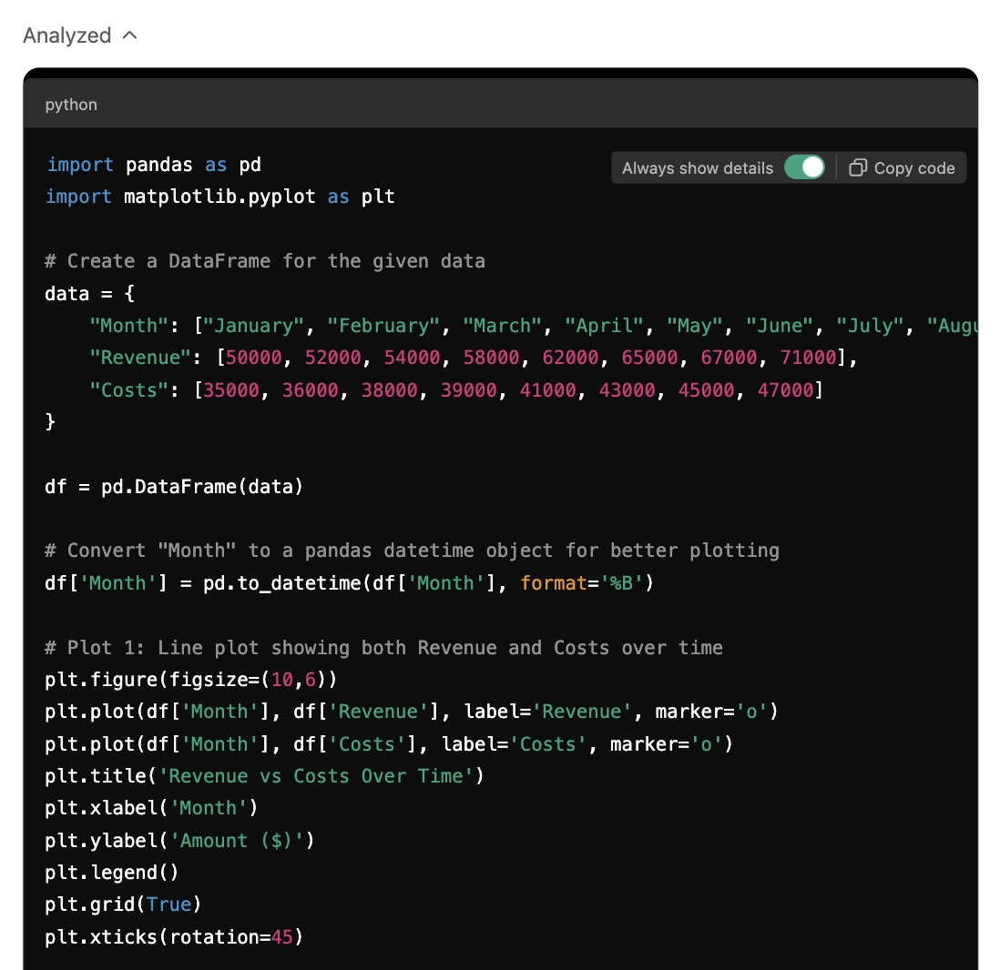 Analyzed
python
Always show details
Copy code
import pandas as pd
import matplotlib.pyplot as plt
# Create a DataFrame for the given data
data = {
    "Month": ["January", "February", "March", "April", "May", "June", "July", "Augu
    "Revenue": [50000, 52000, 54000, 58000, 62000, 65000, 67000, 71000],
    "Costs": [35000, 36000, 38000, 39000, 41000, 43000, 45000, 47000]
}
df = pd.DataFrame(data)
# Convert "Month" to a pandas datetime object for better plotting
df['Month'] = pd.to_datetime(df['Month'], format='%B')
# Plot 1: Line plot showing both Revenue and Costs over time
plt.figure(figsize=(10,6))
plt.plot(df['Month'], df['Revenue'], label='Revenue', marker='o')
plt.plot(df['Month'], df['Costs'], label='Costs', marker='o')
plt.title('Revenue vs Costs Over Time')
plt.xlabel('Month')
plt.ylabel('Amount ($)')
plt.legend()
plt.grid(True)
plt.xticks(rotation=45)